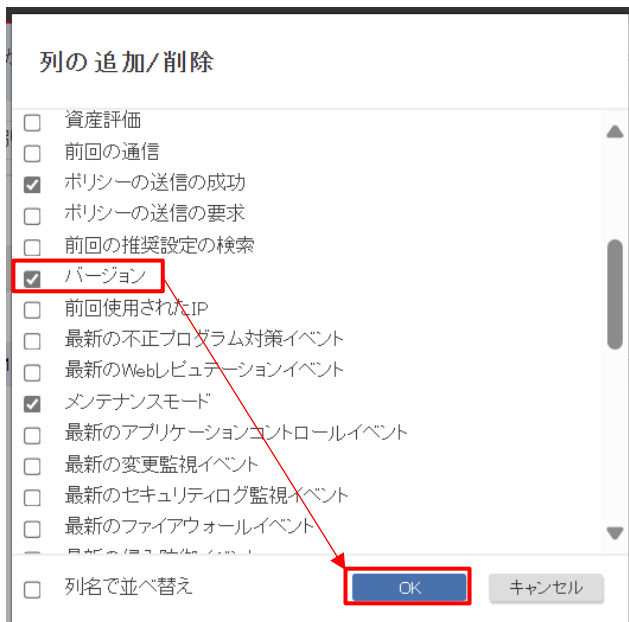 列の追加/削除
資産評価
前回の通信
ポリシーの送信の成功
ポリシーの送信の要求
前回の推奨設定の検索
バージョン
前回使用されたIP
最新の不正プログラム対策イベント
最新のWebレピュテーションイベント
メンテナンスモード
最新のアプリケーションコントロールイベント
最新の変更監視イベント
最新のセキュリティログ監視イベント
最新のファイアウォールイベント
列名で並べ替え
OK
キャンセル